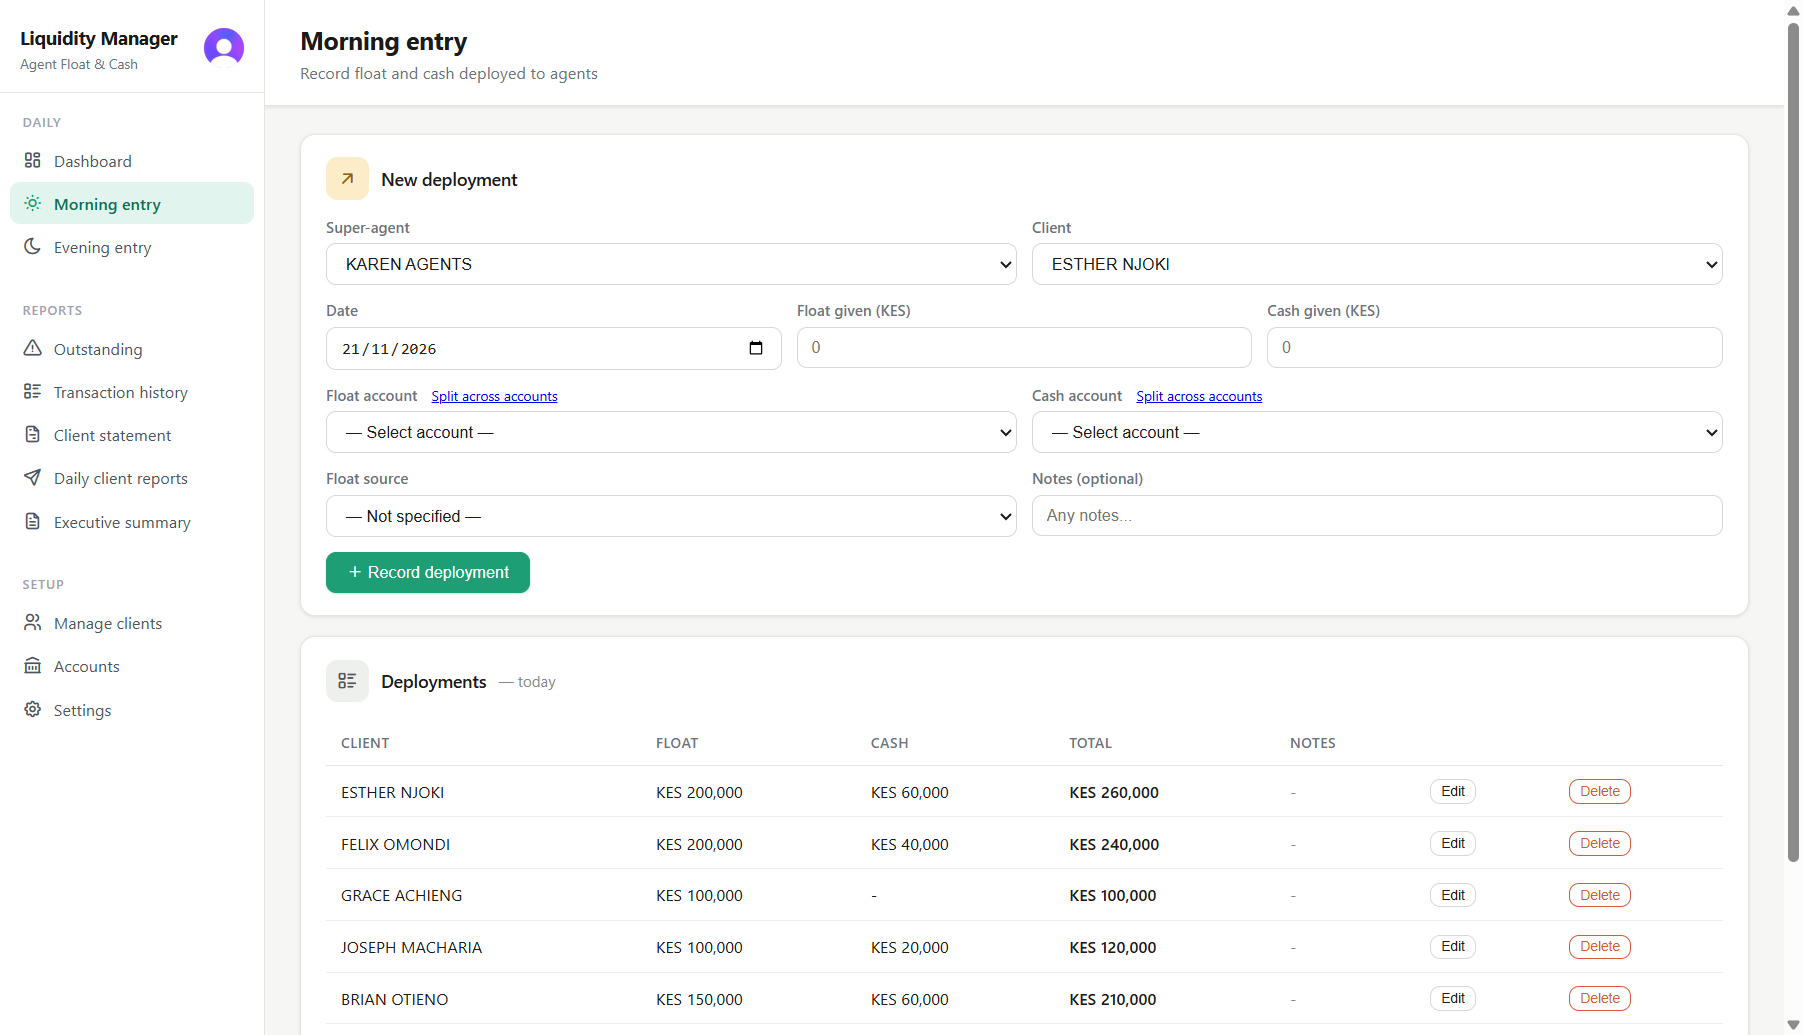 Liquidity Manager
Agent Float & Cash
DAILY
Dashboard
Morning entry
Evening entry
REPORTS
Outstanding
Transaction history
Client statement
Daily client reports
Executive summary
SETUP
Manage clients
Accounts
Settings
Morning entry
Record float and cash deployed to agents
New deployment
Super-agent Client
KAREN AGENTS ESTHER NJOKI
Date Float given (KES) Cash given (KES)
21/11/2026 0 0
Float account Split across accounts Cash account Split across accounts
— Select account — — Select account —
Float source Notes (optional)
— Not specified — Any notes...
+ Record deployment
Deployments — today
CLIENT FLOAT CASH TOTAL NOTES
ESTHER NJOKI KES 200,000 KES 60,000 KES 260,000 - Edit Delete
FELIX OMONDI KES 200,000 KES 40,000 KES 240,000 - Edit Delete
GRACE ACHIENG KES 100,000 - KES 100,000 - Edit Delete
JOSEPH MACHARIA KES 100,000 KES 20,000 KES 120,000 - Edit Delete
BRIAN OTIENO KES 150,000 KES 60,000 KES 210,000 - Edit Delete